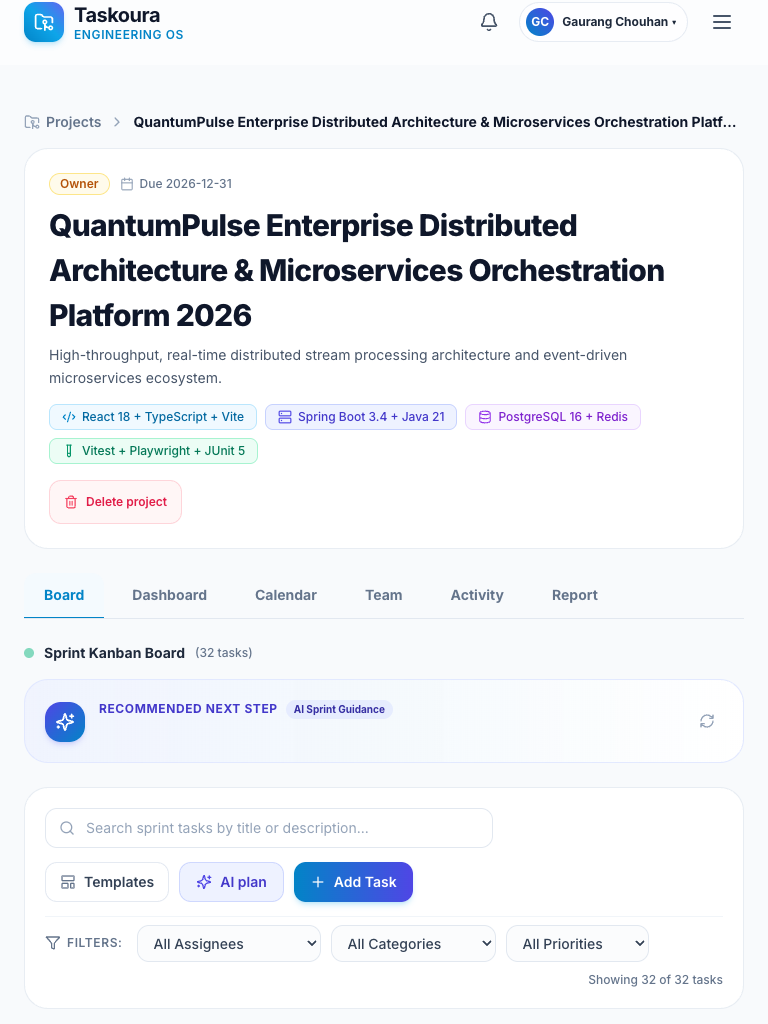 Taskoura
ENGINEERING OS
GC Gaurang Chouhan ▾
Projects > QuantumPulse Enterprise Distributed Architecture & Microservices Orchestration Platf...
Owner Due 2026-12-31
QuantumPulse Enterprise Distributed
Architecture & Microservices Orchestration
Platform 2026
High-throughput, real-time distributed stream processing architecture and event-driven
microservices ecosystem.
React 18 + TypeScript + Vite Spring Boot 3.4 + Java 21 PostgreSQL 16 + Redis
Vitest + Playwright + JUnit 5
Delete project
Board Dashboard Calendar Team Activity Report
Sprint Kanban Board (32 tasks)
RECOMMENDED NEXT STEP AI Sprint Guidance
Search sprint tasks by title or description...
Templates AI plan + Add Task
FILTERS: All Assignees All Categories All Priorities
Showing 32 of 32 tasks